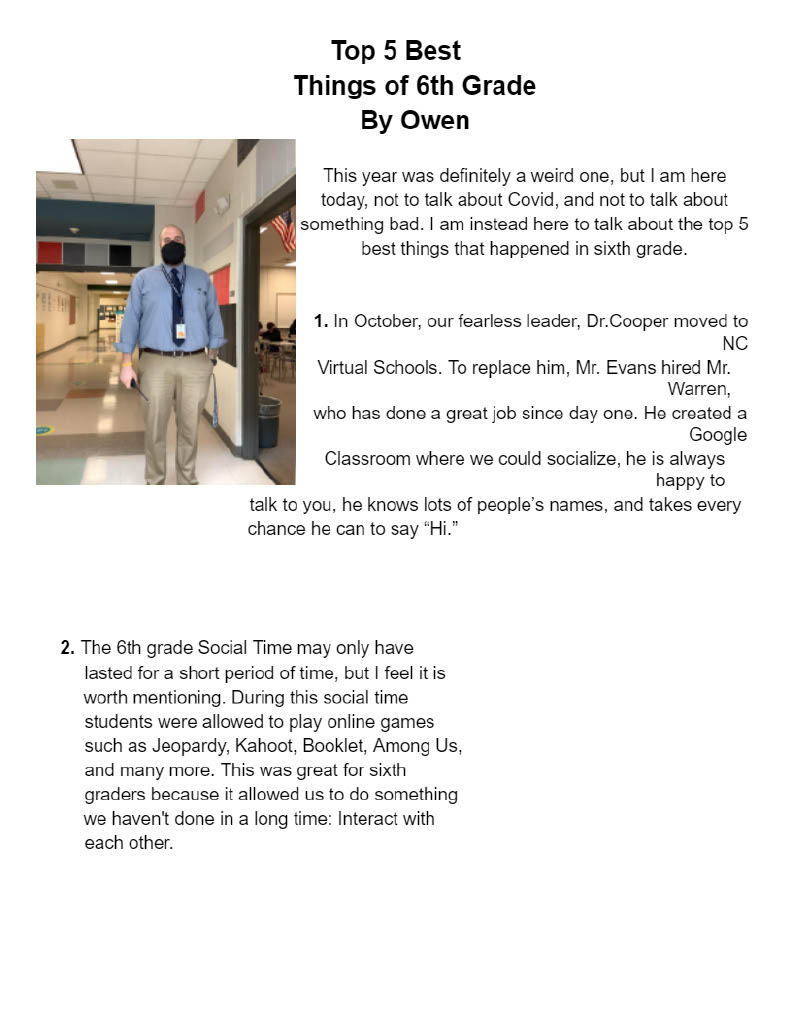 Top 5 Best
Things of 6th Grade
By Owen
This year was definitely a weird one, but I am here
today, not to talk about Covid, and not to talk about
something bad. I am instead here to talk about the top 5
best things that happened in sixth grade.
1. In October, our fearless leader, Dr.Cooper moved to
NC
Virtual Schools. To replace him, Mr. Evans hired Mr.
Warren,
who has done a great job since day one. He created a
Google
Classroom where we could socialize, he is always
happy to
talk to you, he knows lots of people’s names, and takes every
chance he can to say “Hi.”
2. The 6th grade Social Time may only have
lasted for a short period of time, but I feel it is
worth mentioning. During this social time
students were allowed to play online games
such as Jeopardy, Kahoot, Booklet, Among Us,
and many more. This was great for sixth
graders because it allowed us to do something
we haven't done in a long time: Interact with
each other.